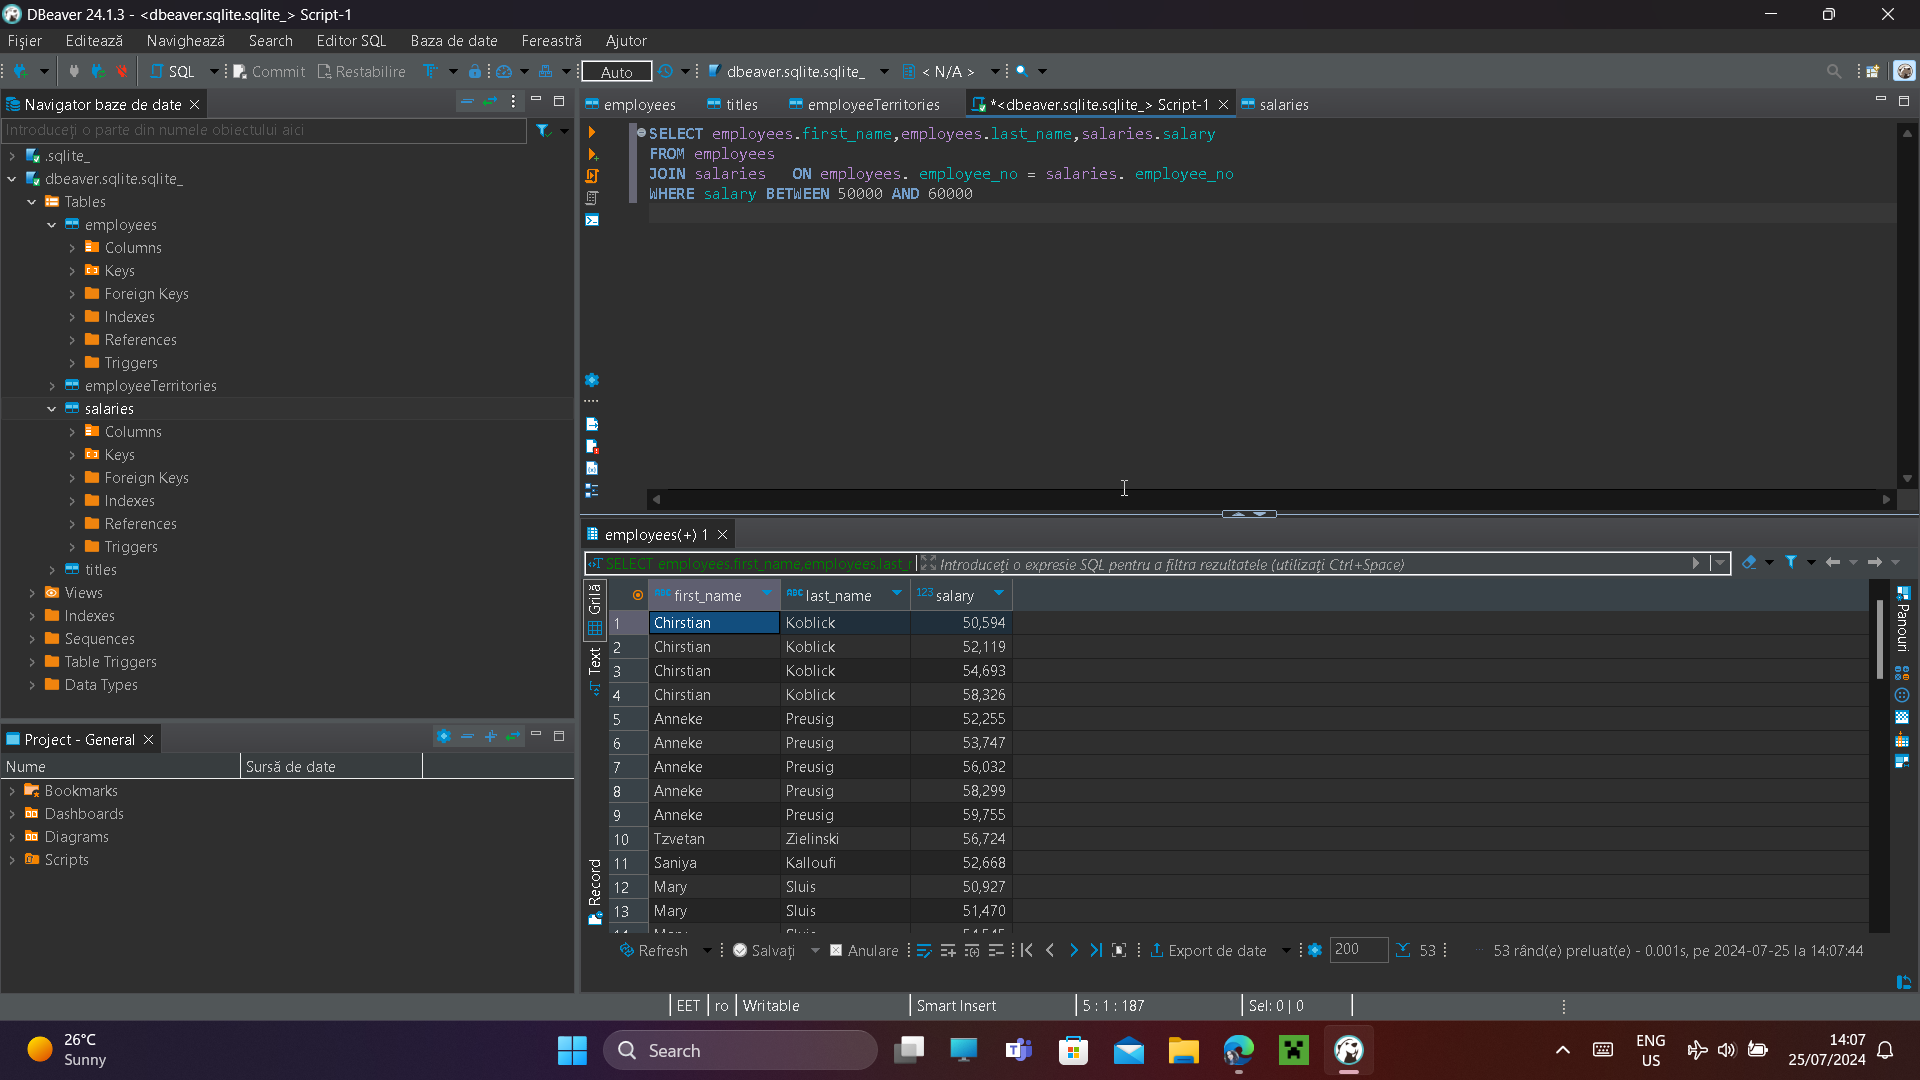 DBeaver 24.1.3 - <dbeaver.sqlite.sqlite_> Script-1
Fișier Editează Navighează Search Editor SQL Baza de date Fereastră Ajutor
SQL Commit Restabilire Auto dbeaver.sqlite.sqlite_ < N/A >
Navigator baze de date
Introduceți o parte din numele obiectului aici
.sqlite_
dbeaver.sqlite.sqlite_
Tables
employees
Columns
Keys
Foreign Keys
Indexes
References
Triggers
employeeTerritories
salaries
Columns
Keys
Foreign Keys
Indexes
References
Triggers
titles
Views
Indexes
Sequences
Table Triggers
Data Types
Project - General
Nume Sursă de date
Bookmarks
Dashboards
Diagrams
Scripts
employees titles employeeTerritories *<dbeaver.sqlite.sqlite_> Script-1 salaries
SELECT employees.first_name,employees.last_name,salaries.salary
FROM employees
JOIN salaries   ON employees. employee_no = salaries. employee_no
WHERE salary BETWEEN 50000 AND 60000
employees(+) 1
SELECT employees.first_name,employees.last_ Introduceți o expresie SQL pentru a filtra rezultatele (utilizați Ctrl+Space)
Grilă
Text
Record
Panouri
ABC first_name ABC last_name 123 salary
1 Chirstian Koblick 50,594
2 Chirstian Koblick 52,119
3 Chirstian Koblick 54,693
4 Chirstian Koblick 58,326
5 Anneke Preusig 52,255
6 Anneke Preusig 53,747
7 Anneke Preusig 56,032
8 Anneke Preusig 58,299
9 Anneke Preusig 59,755
10 Tzvetan Zielinski 56,724
11 Saniya Kalloufi 52,668
12 Mary Sluis 50,927
13 Mary Sluis 51,470
Refresh Salvați Anulare Export de date 200 53 53 rând(e) preluat(e) - 0.001s, pe 2024-07-25 la 14:07:44
EET ro Writable Smart Insert 5 : 1 : 187 Sel: 0 | 0
26°C
Sunny
Search
ENG
US
14:07
25/07/2024